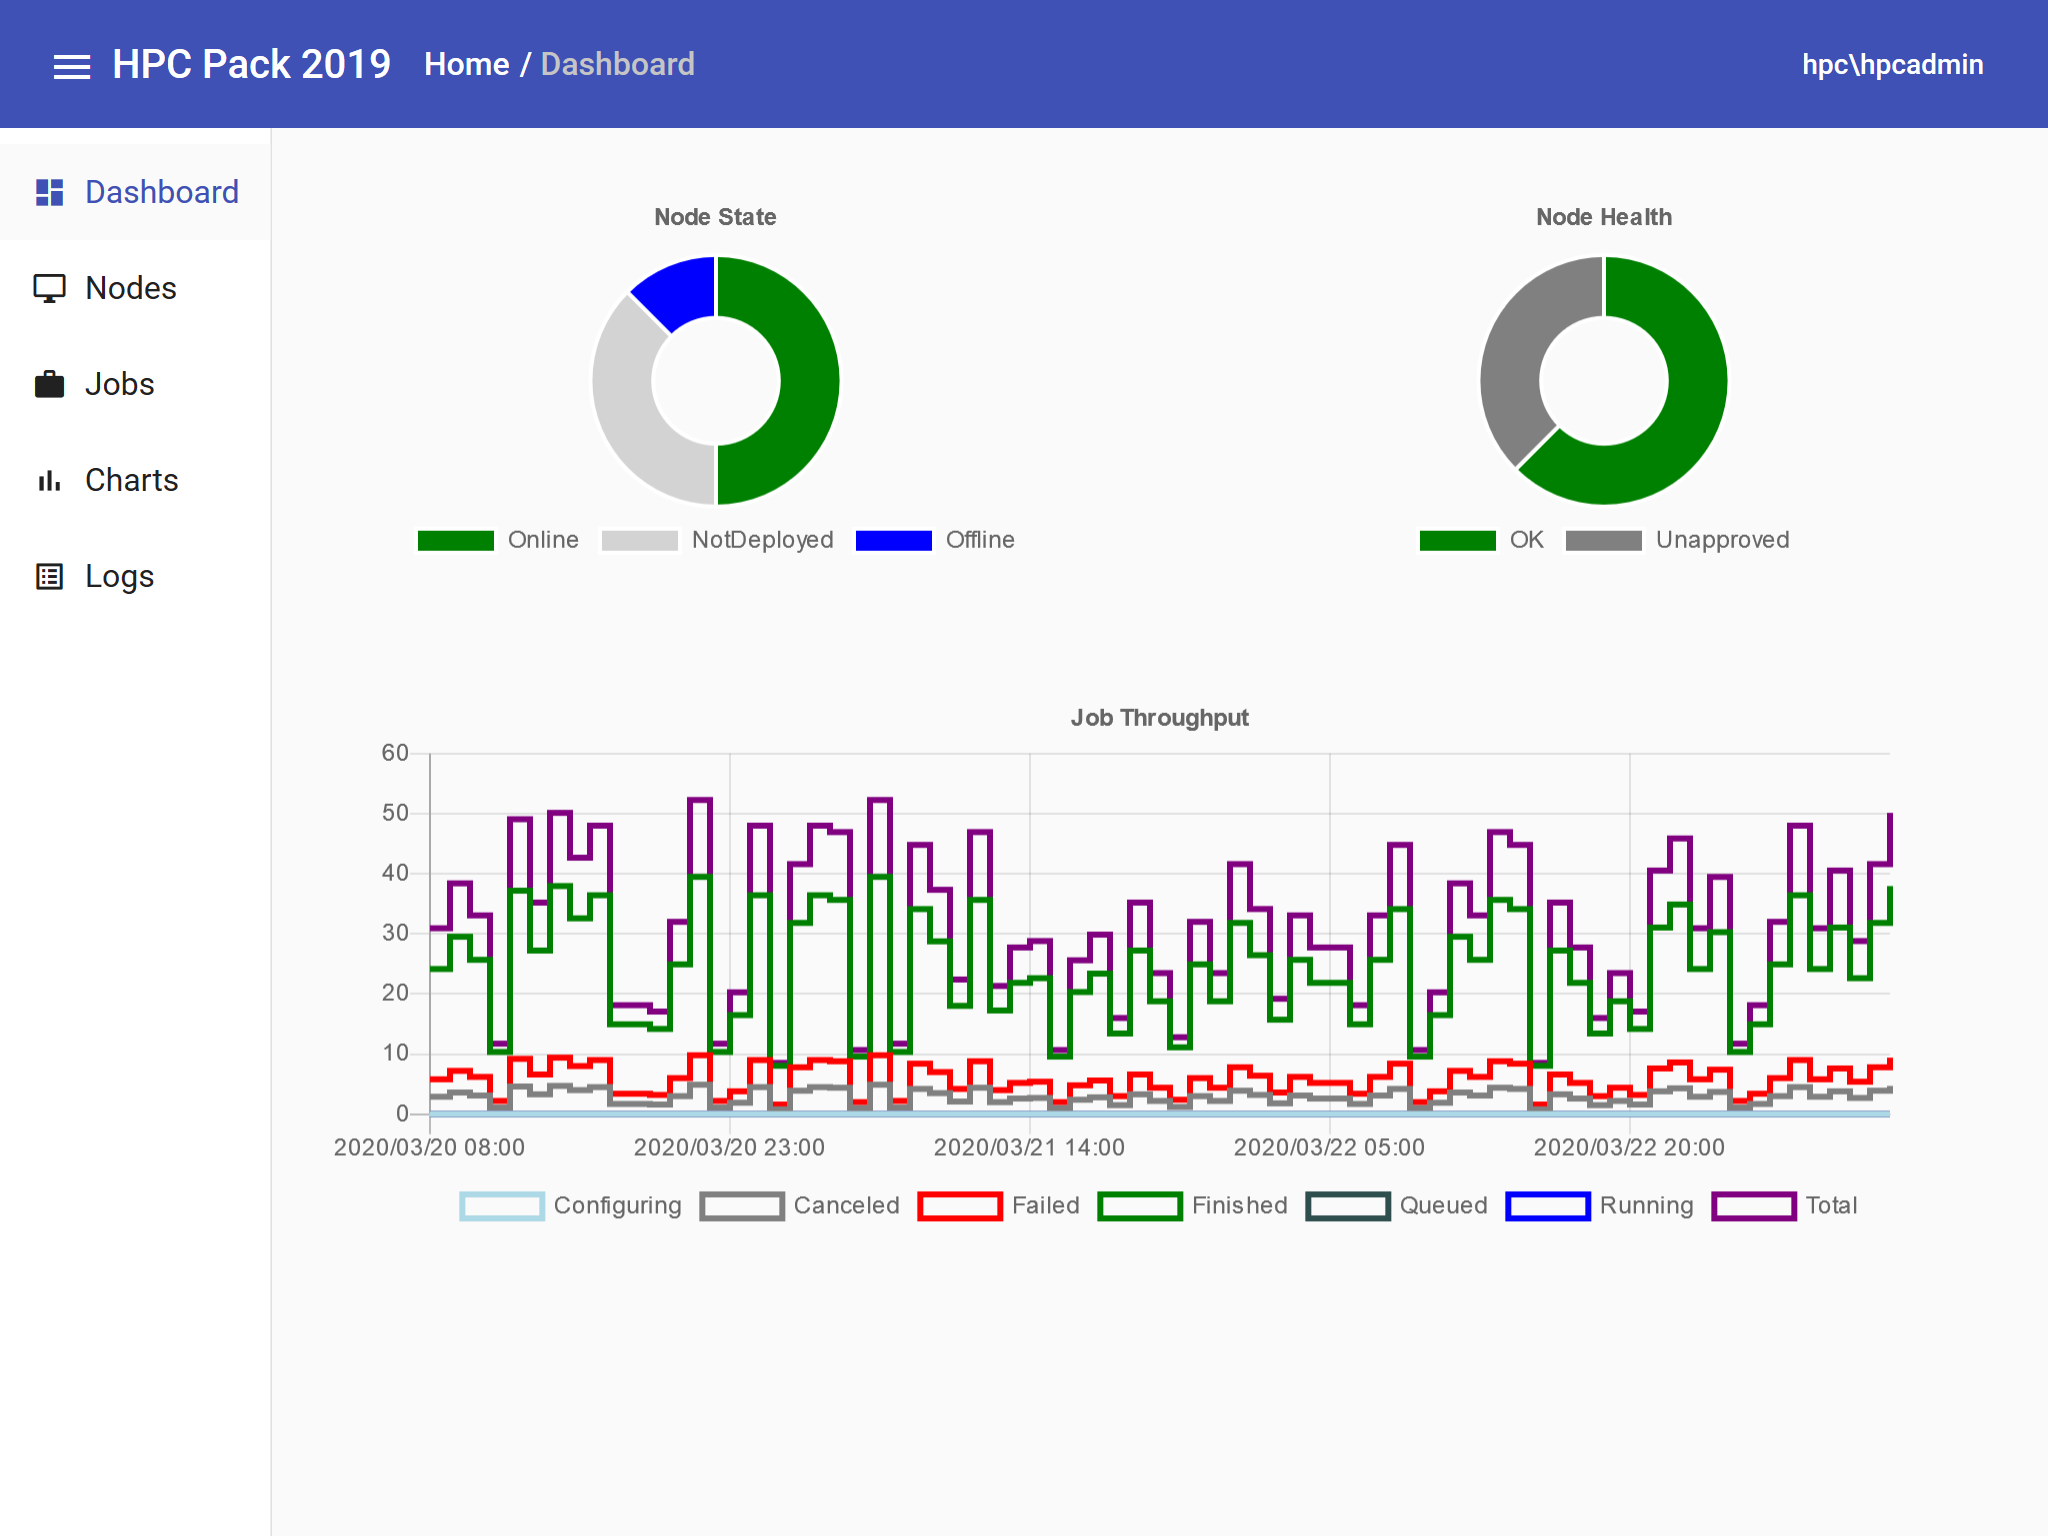 HPC Pack 2019 Home / Dashboard hpc\hpcadmin
Dashboard
Nodes
Jobs
Charts
Logs
Node State
Online NotDeployed Offline
Node Health
OK Unapproved
Job Throughput
60
50
40
30
20
10
0
2020/03/20 08:00 2020/03/20 23:00 2020/03/21 14:00 2020/03/22 05:00 2020/03/22 20:00
Configuring Canceled Failed Finished Queued Running Total